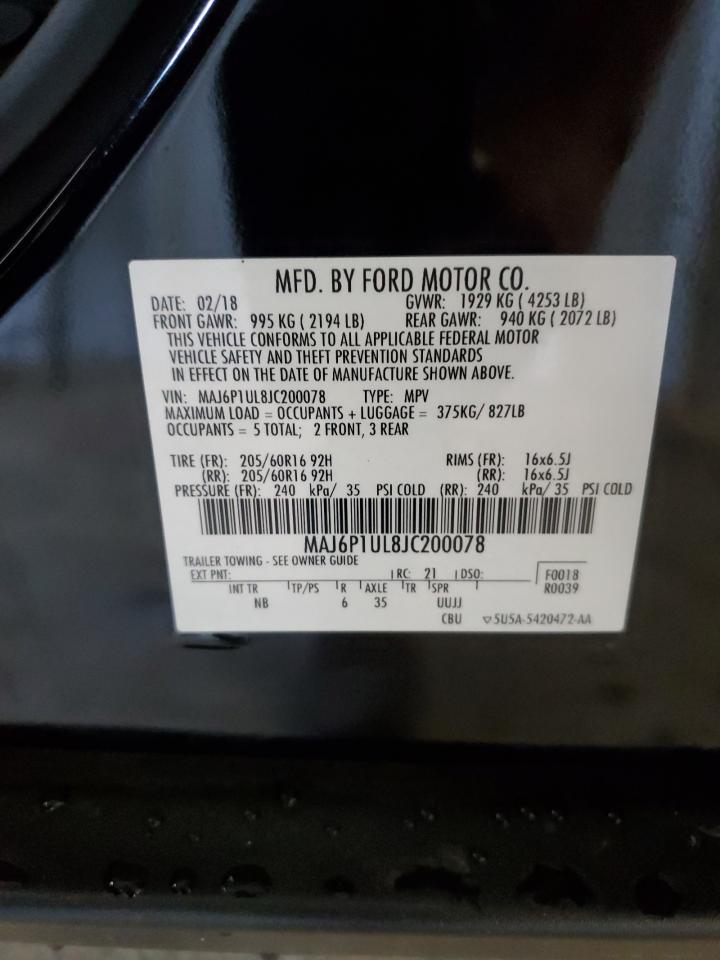 MFD. BY FORD MOTOR CO.
DATE: 02/18 GVWR: 1929 KG ( 4253 LB)
FRONT GAWR: 995 KG ( 2194 LB) REAR GAWR: 940 KG ( 2072 LB)
THIS VEHICLE CONFORMS TO ALL APPLICABLE FEDERAL MOTOR
VEHICLE SAFETY AND THEFT PREVENTION STANDARDS
IN EFFECT ON THE DATE OF MANUFACTURE SHOWN ABOVE.
VIN: MAJ6P1UL8JC200078 TYPE: MPV
MAXIMUM LOAD = OCCUPANTS + LUGGAGE = 375KG/ 827LB
OCCUPANTS = 5 TOTAL; 2 FRONT, 3 REAR
TIRE (FR): 205/60R16 92H RIMS (FR): 16x6.5J
(RR): 205/60R16 92H (RR): 16x6.5J
PRESSURE (FR): 240 kPa/ 35 PSI COLD (RR): 240 kPa/ 35 PSI COLD
MAJ6P1UL8JC200078
TRAILER TOWING - SEE OWNER GUIDE
EXT PNT: RC: 21 DSO: F0018
R0039
INT TR TP/PS R AXLE TR SPR
NB 6 35 UUJJ
CBU ▽5U5A-5420472-AA